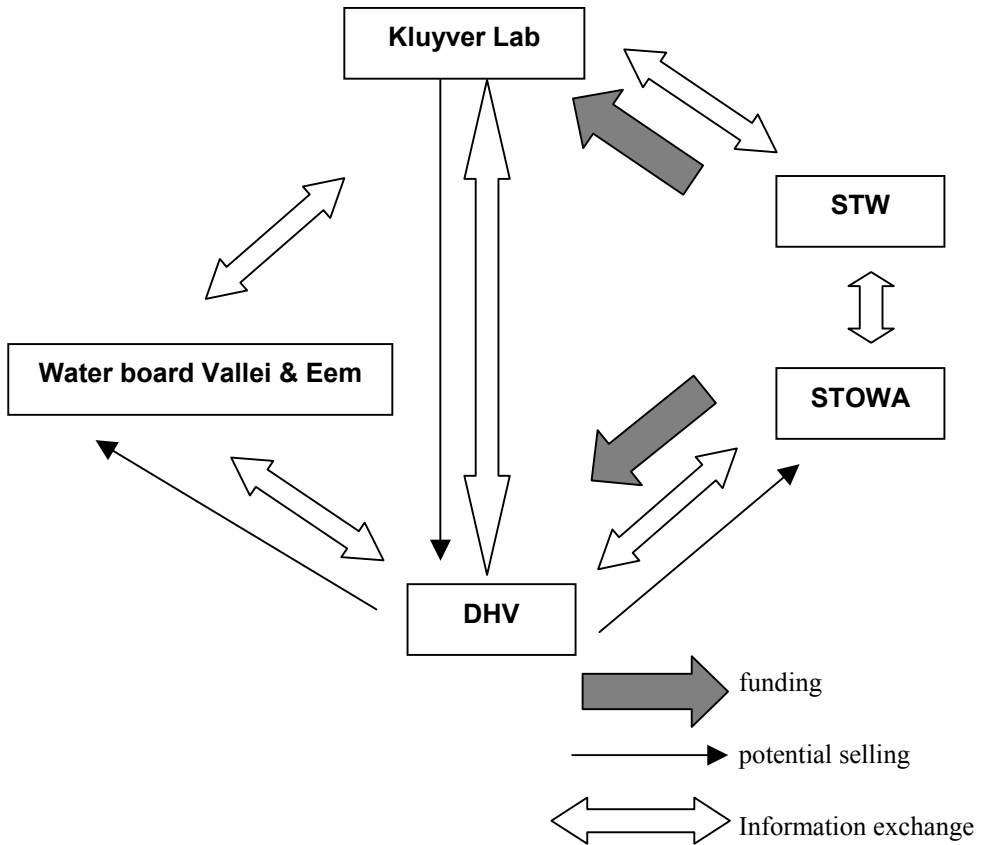 Kluyver Lab
STW
Water board Vallei & Eem
STOWA
DHV
funding
potential selling
Information exchange